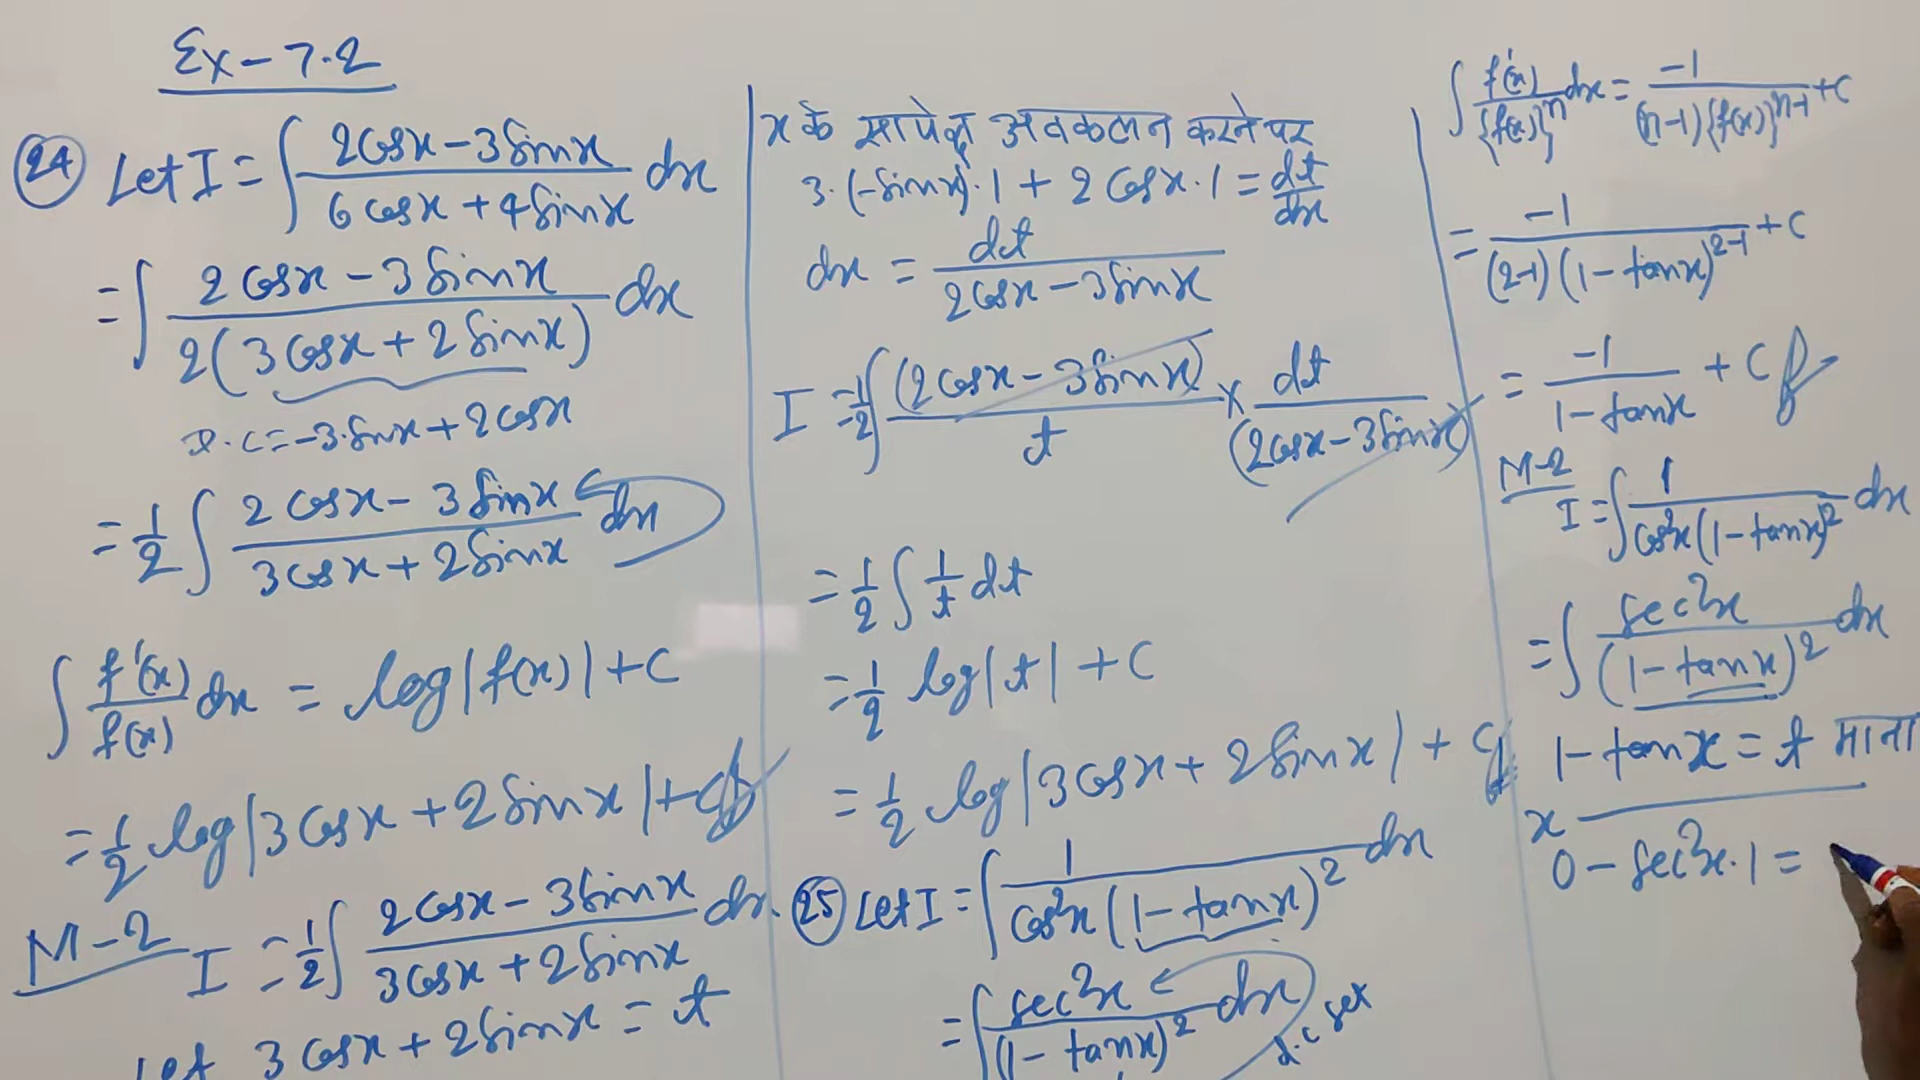 Ex-7.2
(24) Let I = ∫ (2cosx-3sinx)/(6cosx+4sinx) dx
= ∫ (2cosx-3sinx)/(2(3cosx+2sinx)) dx
D.C = -3.sinx+2cosx
= 1/2 ∫ (2cosx-3sinx)/(3cosx+2sinx) dx
∫ f'(x)/f(x) dx = log|f(x)|+C
= 1/2 log|3cosx+2sinx|+C
M-2 I = 1/2 ∫ (2cosx-3sinx)/(3cosx+2sinx) dx.
Let 3cosx+2sinx = t
x के सापेक्ष अवकलन करने पर
3.(-sinx).1 + 2cosx.1 = dt/dx
dx = dt/(2cosx-3sinx)
I = 1/2 ∫ (2cosx-3sinx)/t × dt/(2cosx-3sinx)
= 1/2 ∫ 1/t dt
= 1/2 log|t| + C
= 1/2 log|3cosx+2sinx| + C
(25) Let I = ∫ 1/(cos²x(1-tanx)²) dx
= ∫ sec²x/(1-tanx)² dx
∫ f'(x)/{f(x)}ⁿ dx = -1/((n-1){f(x)}ⁿ⁻¹) + C
= -1/((2-1)(1-tanx)²⁻¹) + C
= -1/(1-tanx) + C
M-2
I = ∫ 1/(cos²x(1-tanx)²) dx
= ∫ sec²x/(1-tanx)² dx
1-tanx = t माना
x
0-sec²x.1 =